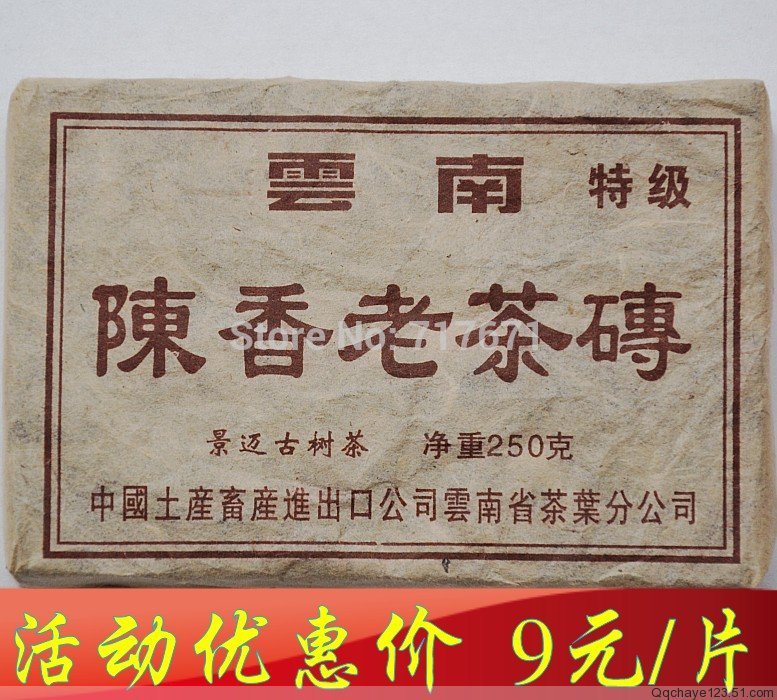 雲南 特级
陳香老茶磚
Store No: 717671
景迈古树茶 净重250克
中國土産畜産進出口公司雲南省茶葉分公司
活动优惠价 9元/片
Qqchaye123.51.com